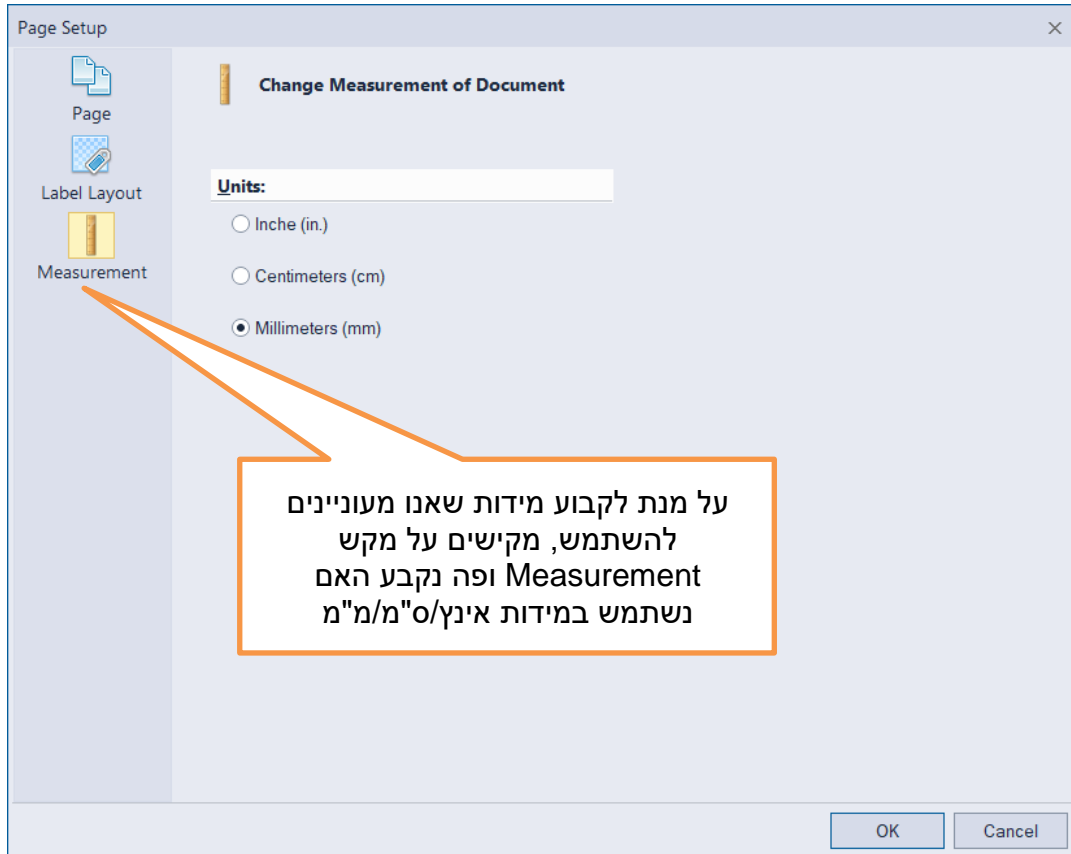 Page Setup
Page
Label Layout
Measurement
Change Measurement of Document
Units:
Inche (in.)
Centimeters (cm)
Millimeters (mm)
על מנת לקבוע מידות שאנו מעוניינים
להשתמש, מקישים על מקש
Measurement ופה נקבע האם
נשתמש במידות אינץ/ס"מ/מ"מ
OK
Cancel